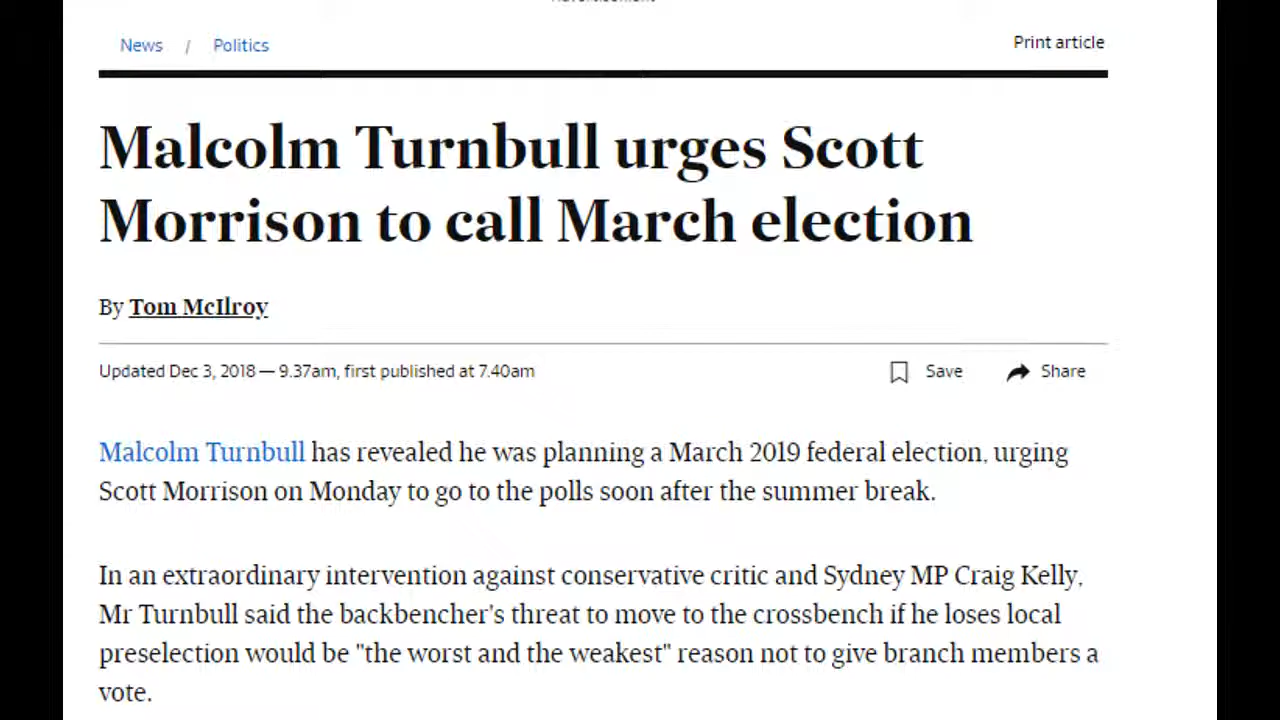 News / Politics
Print article
Malcolm Turnbull urges Scott
Morrison to call March election
By Tom McIlroy
Updated Dec 3, 2018 — 9.37am, first published at 7.40am
Save
Share
Malcolm Turnbull has revealed he was planning a March 2019 federal election, urging
Scott Morrison on Monday to go to the polls soon after the summer break.
In an extraordinary intervention against conservative critic and Sydney MP Craig Kelly,
Mr Turnbull said the backbencher's threat to move to the crossbench if he loses local
preselection would be "the worst and the weakest" reason not to give branch members a
vote.